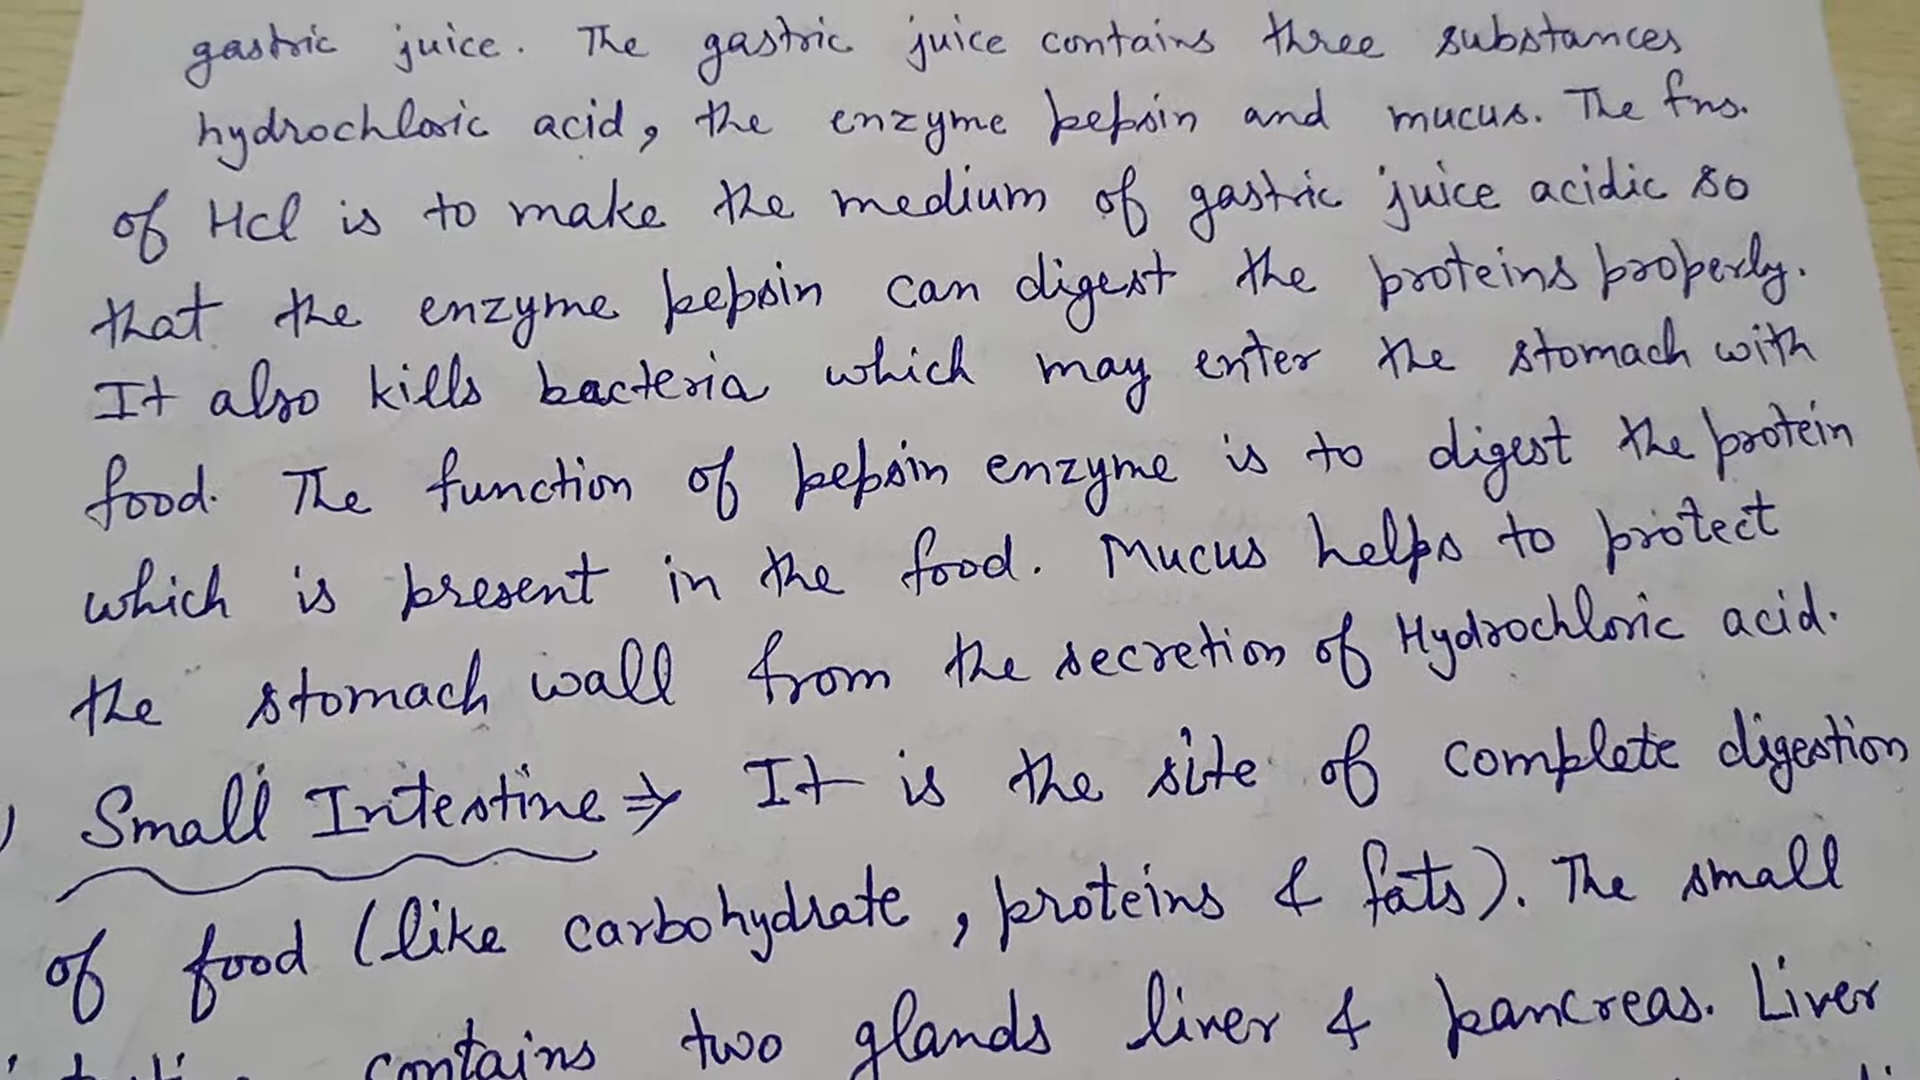 gastric juice. The gastric juice contains three substances
hydrochloric acid, the enzyme pepsin and mucus. The fns.
of Hcl is to make the medium of gastric juice acidic so
that the enzyme pepsin can digest the proteins properly.
It also kills bacteria which may enter the stomach with
food. The function of pepsin enzyme is to digest the protein
which is present in the food. Mucus helps to protect
the stomach wall from the secretion of Hydrochloric acid.
) Small Intestine ⇒ It is the site of complete digestion
of food (like carbohydrate, proteins & fats). The small
contains two glands liver & pancreas. Liver